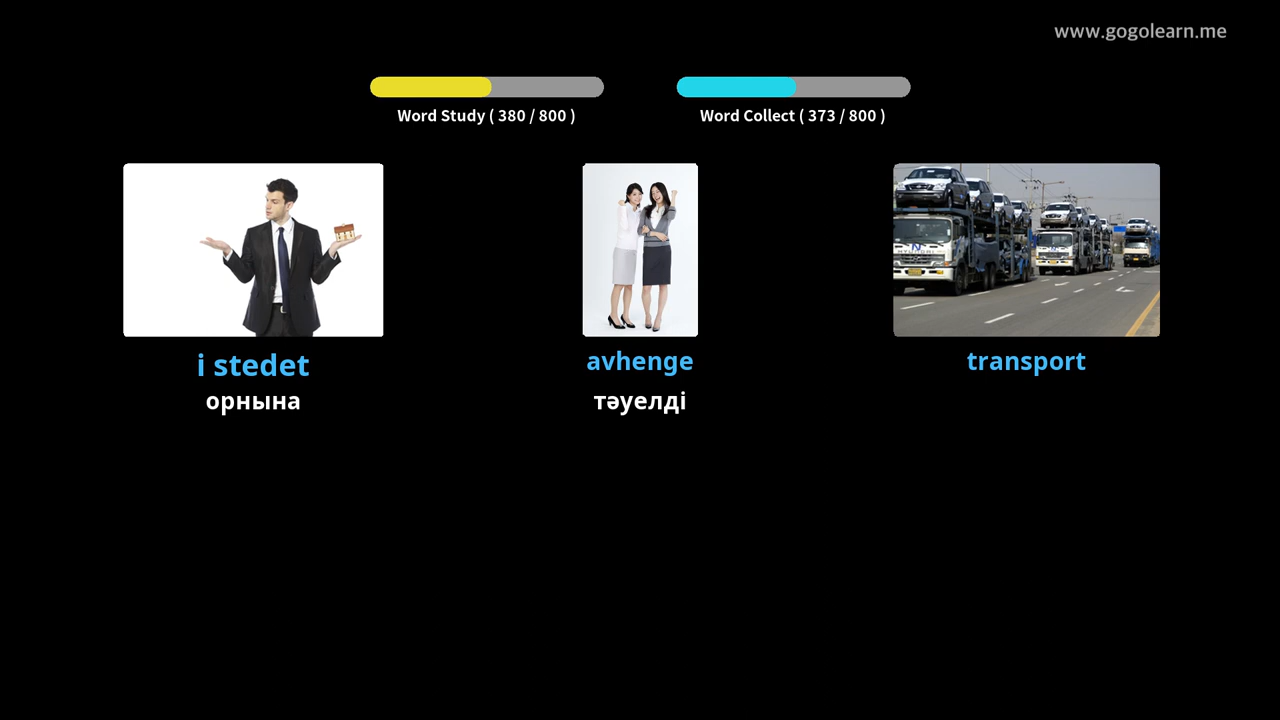 www.gogolearn.me
Word Study ( 380 / 800 )
Word Collect ( 373 / 800 )
i stedet
avhenge
transport
орнына
тәуелді